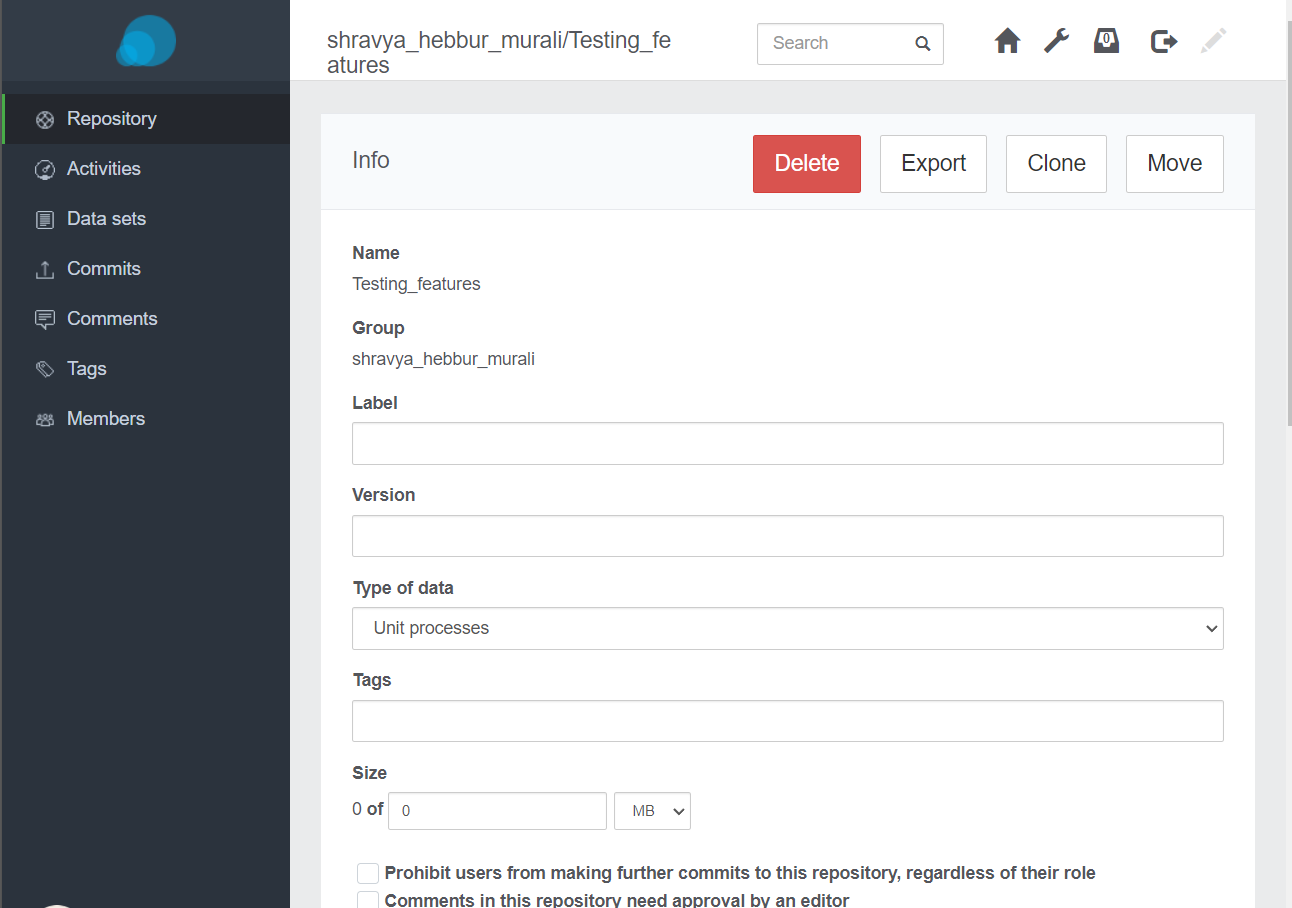 shravya_hebbur_murali/Testing_fe
atures
Search
0
Repository
Activities
Data sets
Commits
Comments
Tags
Members
Info
Delete
Export
Clone
Move
Name
Testing_features
Group
shravya_hebbur_murali
Label
Version
Type of data
Unit processes
Tags
Size
0 of 0 MB
Prohibit users from making further commits to this repository, regardless of their role
Comments in this repository need approval by an editor